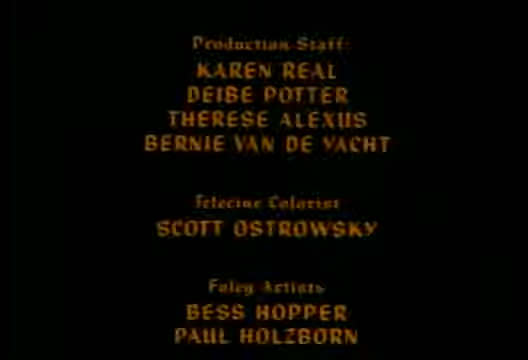 Production Staff:
KAREN REAL
DEIBE POTTER
THERESE ALEXUS
BERNIE VAN DE YACHT
Telecine Colorist
SCOTT OSTROWSKY
Foley Artists
BESS HOPPER
PAUL HOLZBORN